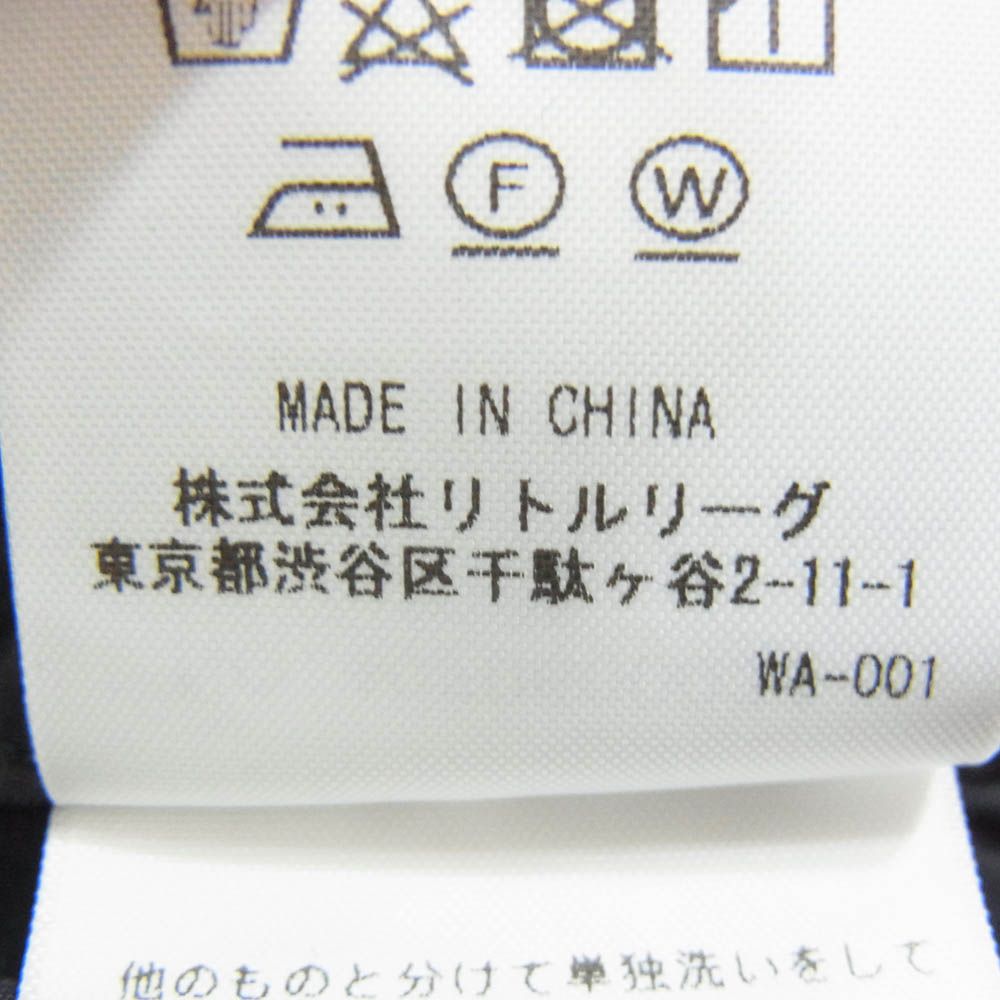 F W
MADE IN CHINA
株式会社リトルリーグ
東京都渋谷区千駄ヶ谷2-11-1
WA-001
他のものと分けて単独洗いをして